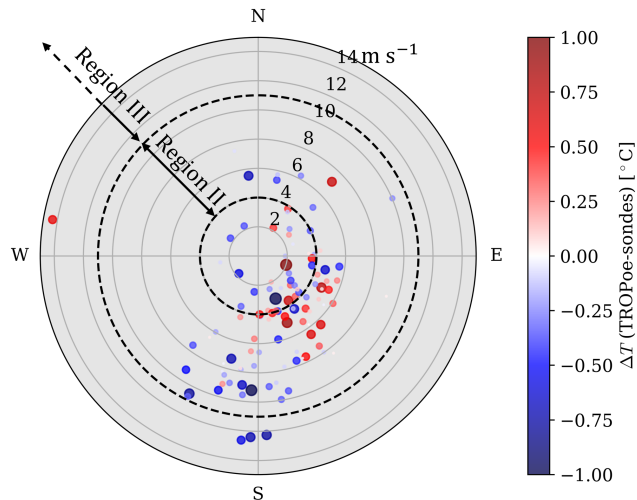 N
14 m s⁻¹
12
10
8
6
4
2
Region III
Region II
W
E
S
1.00
0.75
0.50
0.25
0.00
−0.25
−0.50
−0.75
−1.00
ΔT (TROPoe-sondes) [°C]